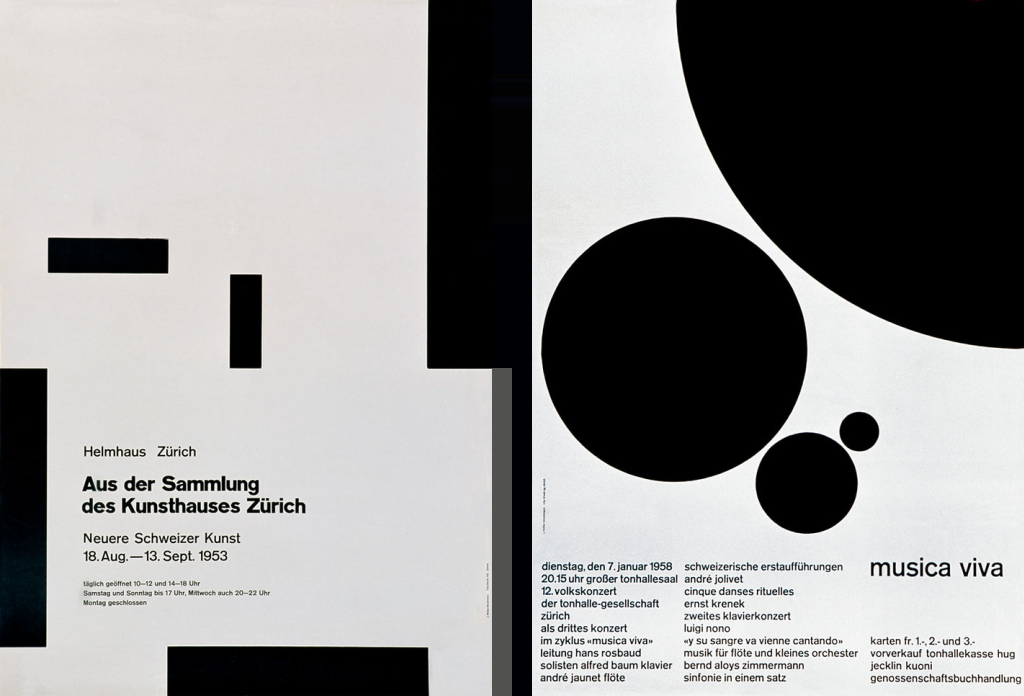 Helmhaus Zürich
Aus der Sammlung
des Kunsthauses Zürich
Neuere Schweizer Kunst
18. Aug.—13. Sept. 1953
täglich geöffnet 10—12 und 14—18 Uhr
Samstag und Sonntag bis 17 Uhr, Mittwoch auch 20—22 Uhr
Montag geschlossen
dienstag, den 7. januar 1958
20.15 uhr großer tonhallesaal
12. volkskonzert
der tonhalle-gesellschaft
zürich
als drittes konzert
im zyklus «musica viva»
leitung hans rosbaud
solisten alfred baum klavier
andré jaunet flöte
schweizerische erstaufführungen
andré jolivet
cinque danses rituelles
ernst krenek
zweites klavierkonzert
luigi nono
«y su sangre va vienne cantando»
musik für flöte und kleines orchester
bernd aloys zimmermann
sinfonie in einem satz
musica viva
karten fr. 1.-, 2.- und 3.-
vorverkauf tonhallekasse hug
jecklin kuoni
genossenschaftsbuchhandlung